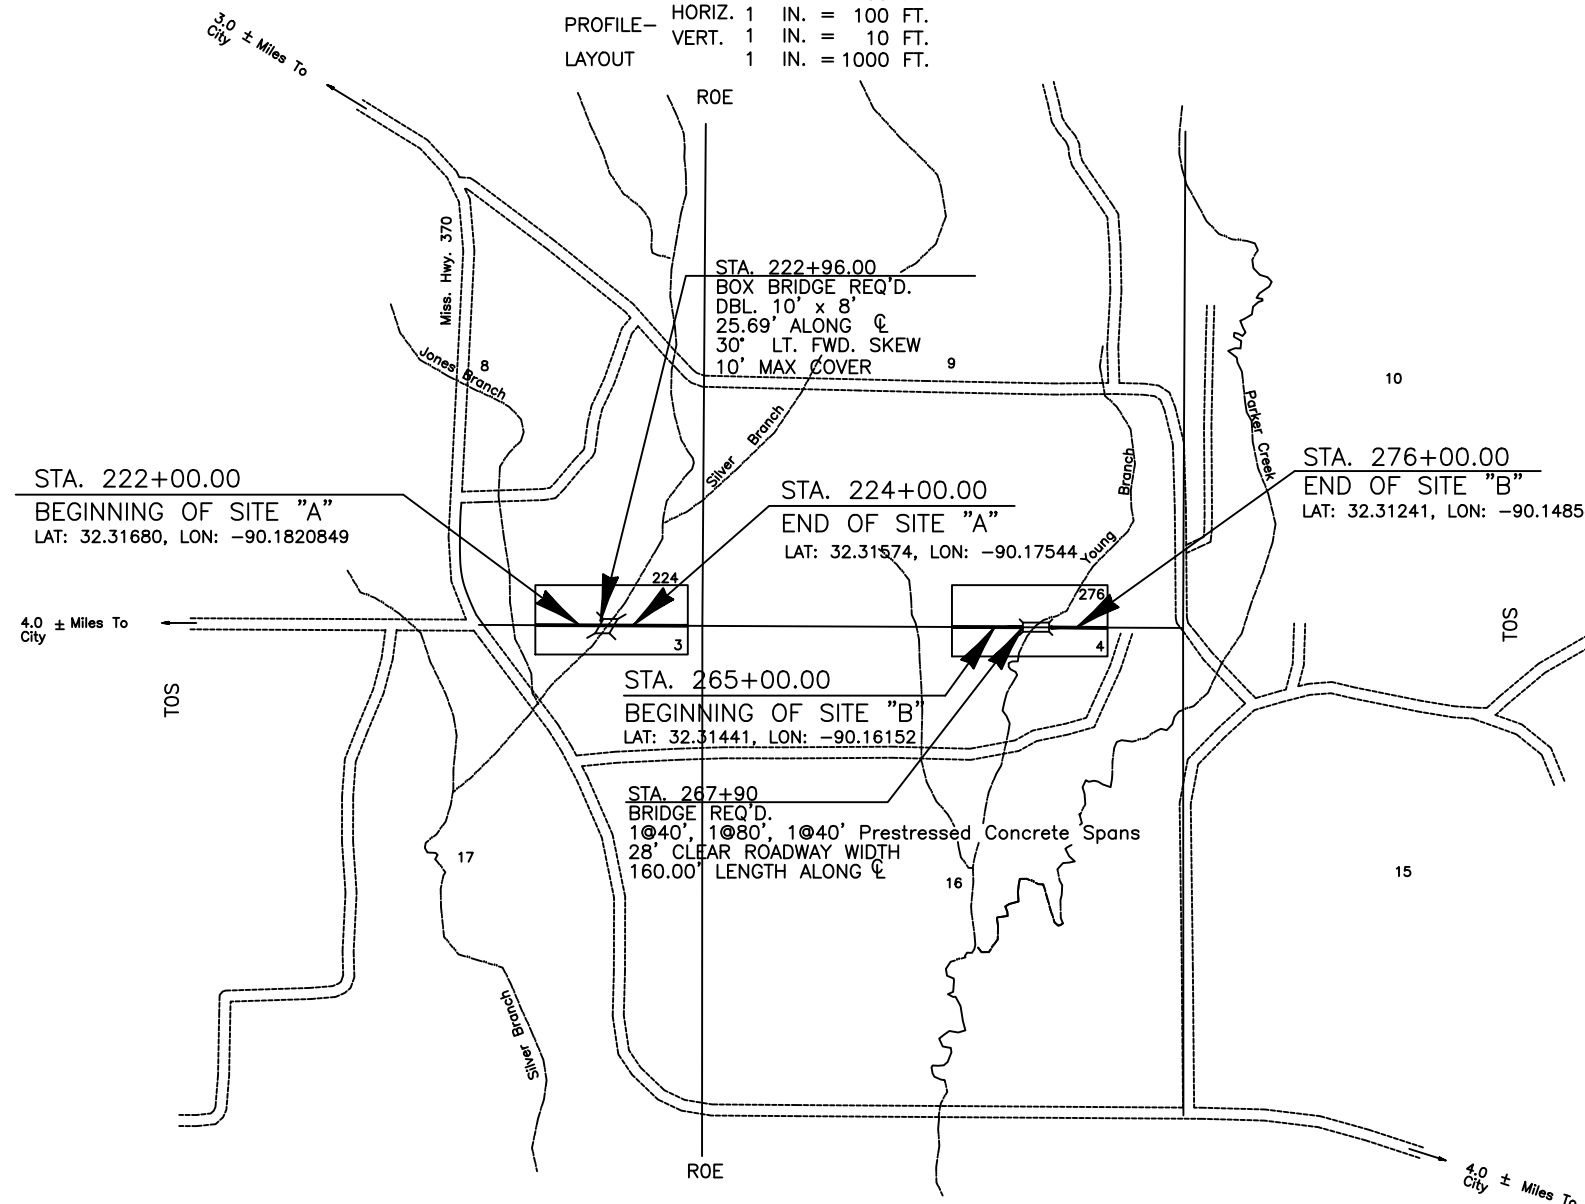 PROFILE– HORIZ. 1 IN. = 100 FT.
VERT. 1 IN. = 10 FT.
LAYOUT 1 IN. = 1000 FT.
3.0 ± Miles To
City
ROE
Miss. Hwy. 370
STA. 222+96.00
BOX BRIDGE REQ'D.
DBL. 10' x 8'
25.69' ALONG ℄
30° LT. FWD. SKEW
10' MAX COVER
Jones Branch
8
9
10
Silver Branch
Branch
Parker Creek
STA. 222+00.00
BEGINNING OF SITE "A"
LAT: 32.31680, LON: –90.1820849
STA. 224+00.00
END OF SITE "A"
LAT: 32.31574, LON: –90.17544
Young
STA. 276+00.00
END OF SITE "B"
LAT: 32.31241, LON: –90.1485
224
3
276
4
4.0 ± Miles To
City
TOS
TOS
STA. 265+00.00
BEGINNING OF SITE "B"
LAT: 32.31441, LON: –90.16152
STA. 267+90
BRIDGE REQ'D.
1@40', 1@80', 1@40' Prestressed Concrete Spans
28' CLEAR ROADWAY WIDTH
160.00' LENGTH ALONG ℄
17
16
15
Silver Branch
ROE
4.0 ± Miles To
City